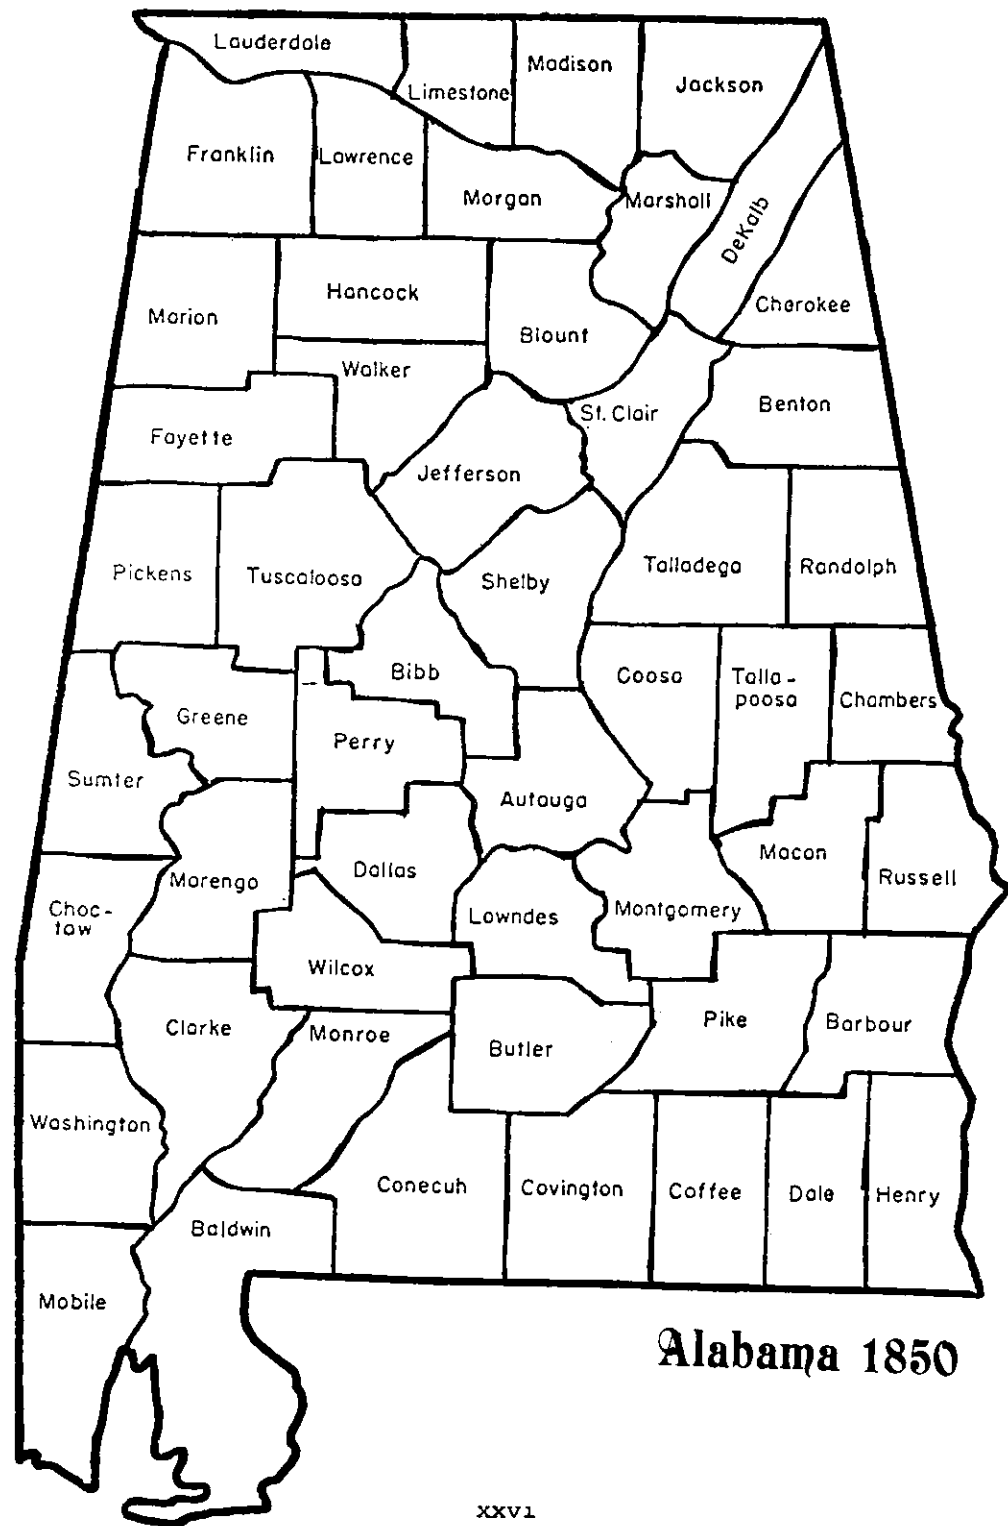 Lauderdale
Limestone
Madison
Jackson
Franklin
Lawrence
Morgan
Marshall
DeKalb
Cherokee
Marion
Hancock
Blount
Walker
St. Clair
Benton
Fayette
Jefferson
Pickens
Tuscaloosa
Shelby
Talladega
Randolph
Bibb
Coosa
Talla-
poosa
Chambers
Greene
Perry
Sumter
Autauga
Macon
Russell
Marengo
Dallas
Choc-
taw
Lowndes
Montgomery
Wilcox
Clarke
Monroe
Butler
Pike
Barbour
Washington
Conecuh
Covington
Coffee
Dale
Henry
Baldwin
Mobile
Alabama 1850
xxvi